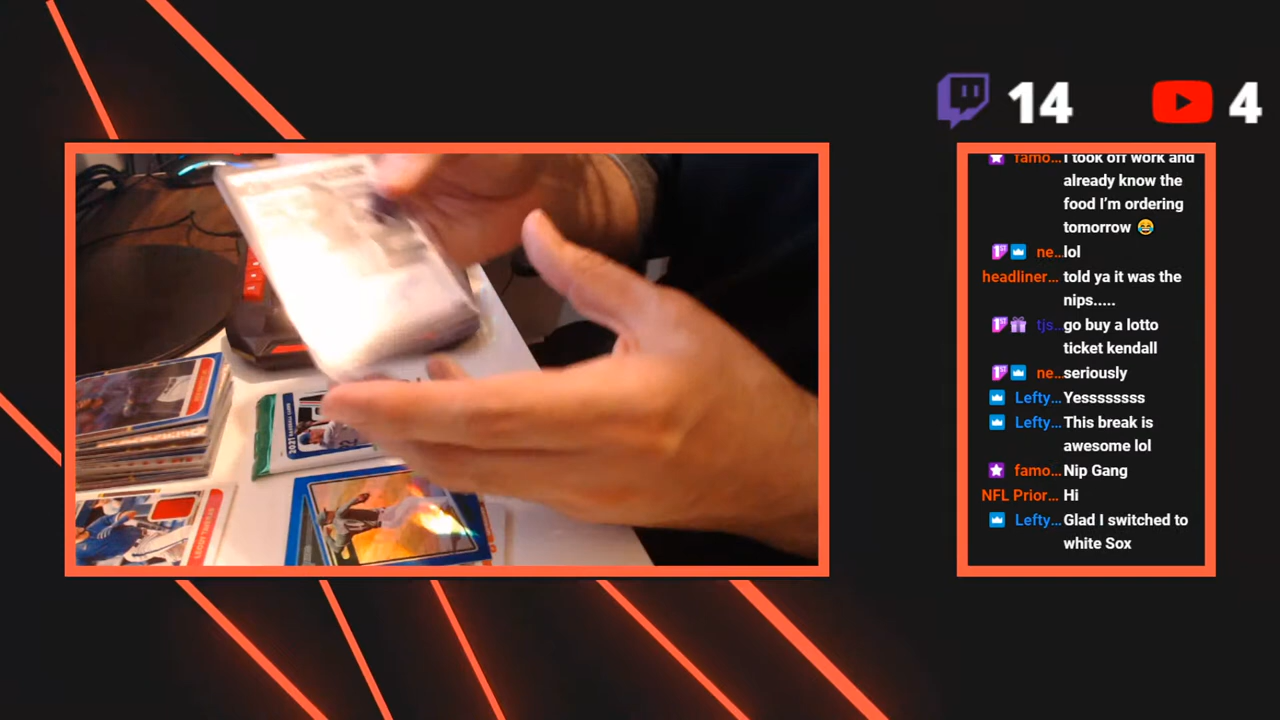 14
4
famo... I took off work and
already know the
food I'm ordering
tomorrow 😂
ne... lol
headliner... told ya it was the
nips.....
tjs... go buy a lotto
ticket kendall
ne... seriously
Lefty... Yesssssssss
Lefty... This break is
awesome lol
famo... Nip Gang
NFL Prior... Hi
Lefty... Glad I switched to
white Sox
2021